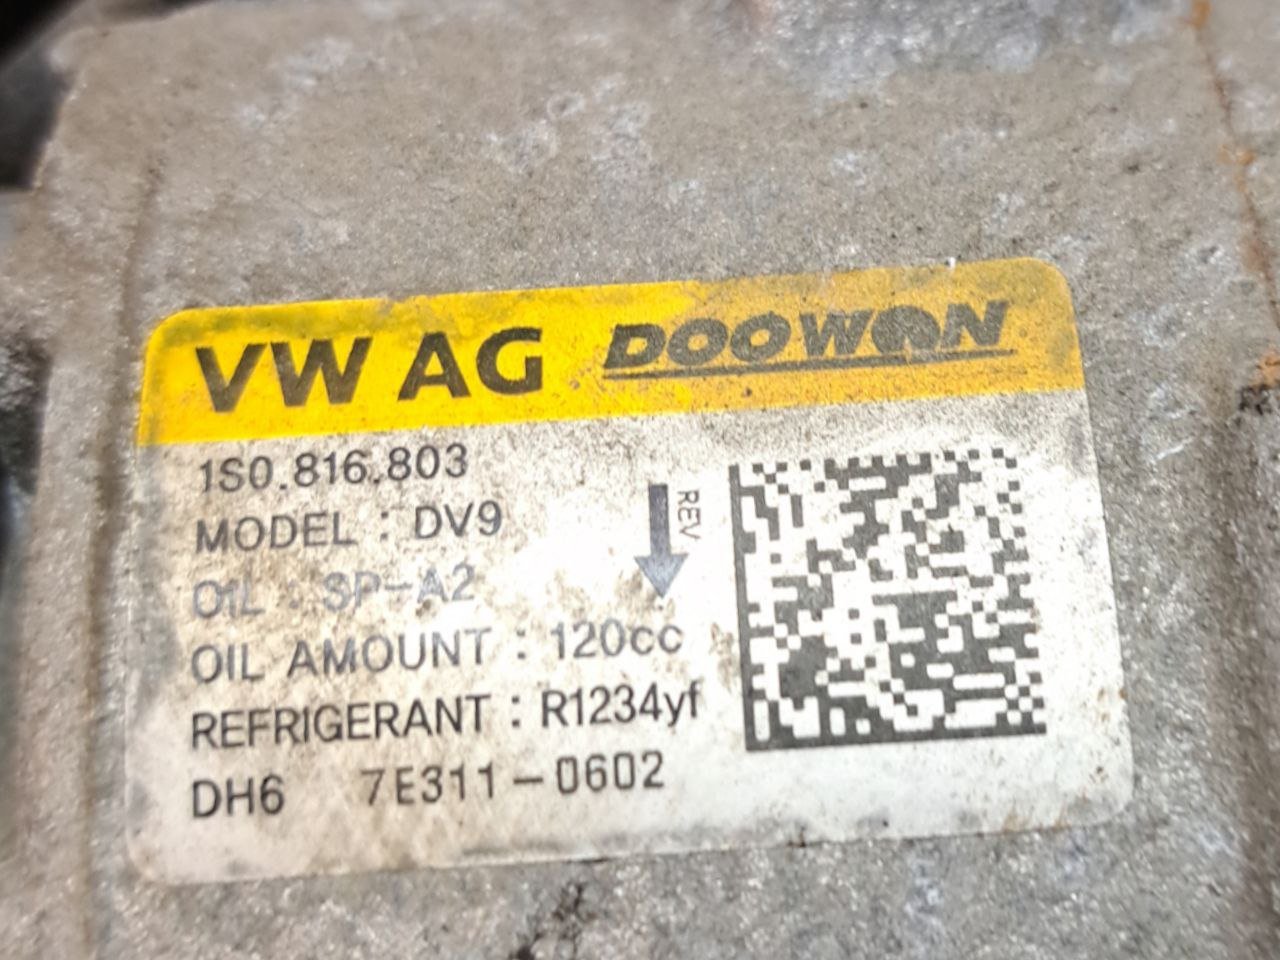 VW AG DOOWON
1S0.816.803
MODEL : DV9
REV
OIL : SP-A2
OIL AMOUNT : 120cc
REFRIGERANT : R1234yf
DH6 7E311-0602